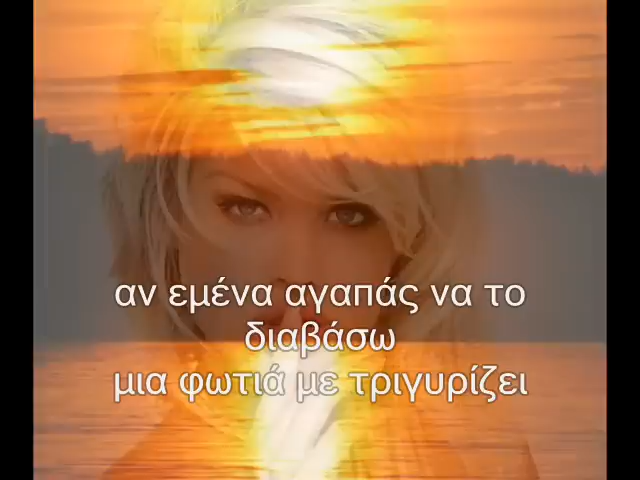 αν εμένα αγαπάς να το
διαβάσω
μια φωτιά με τριγυρίζει